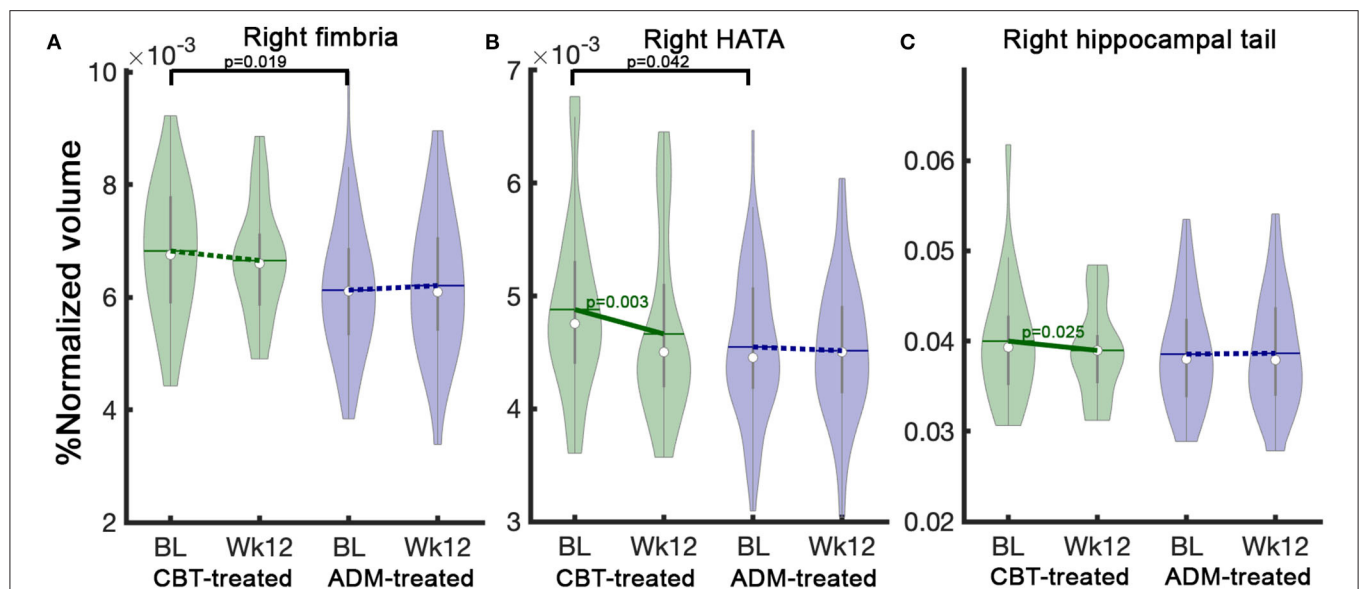 A
Right fimbria
×10⁻³
p=0.019
10
8
6
4
2
%Normalized volume
BL Wk12 BL Wk12
CBT-treated ADM-treated
B
Right HATA
×10⁻³
p=0.042
7
6
5
4
3
p=0.003
BL Wk12 BL Wk12
CBT-treated ADM-treated
C
Right hippocampal tail
0.06
0.05
0.04
0.03
0.02
p=0.025
BL Wk12 BL Wk12
CBT-treated ADM-treated